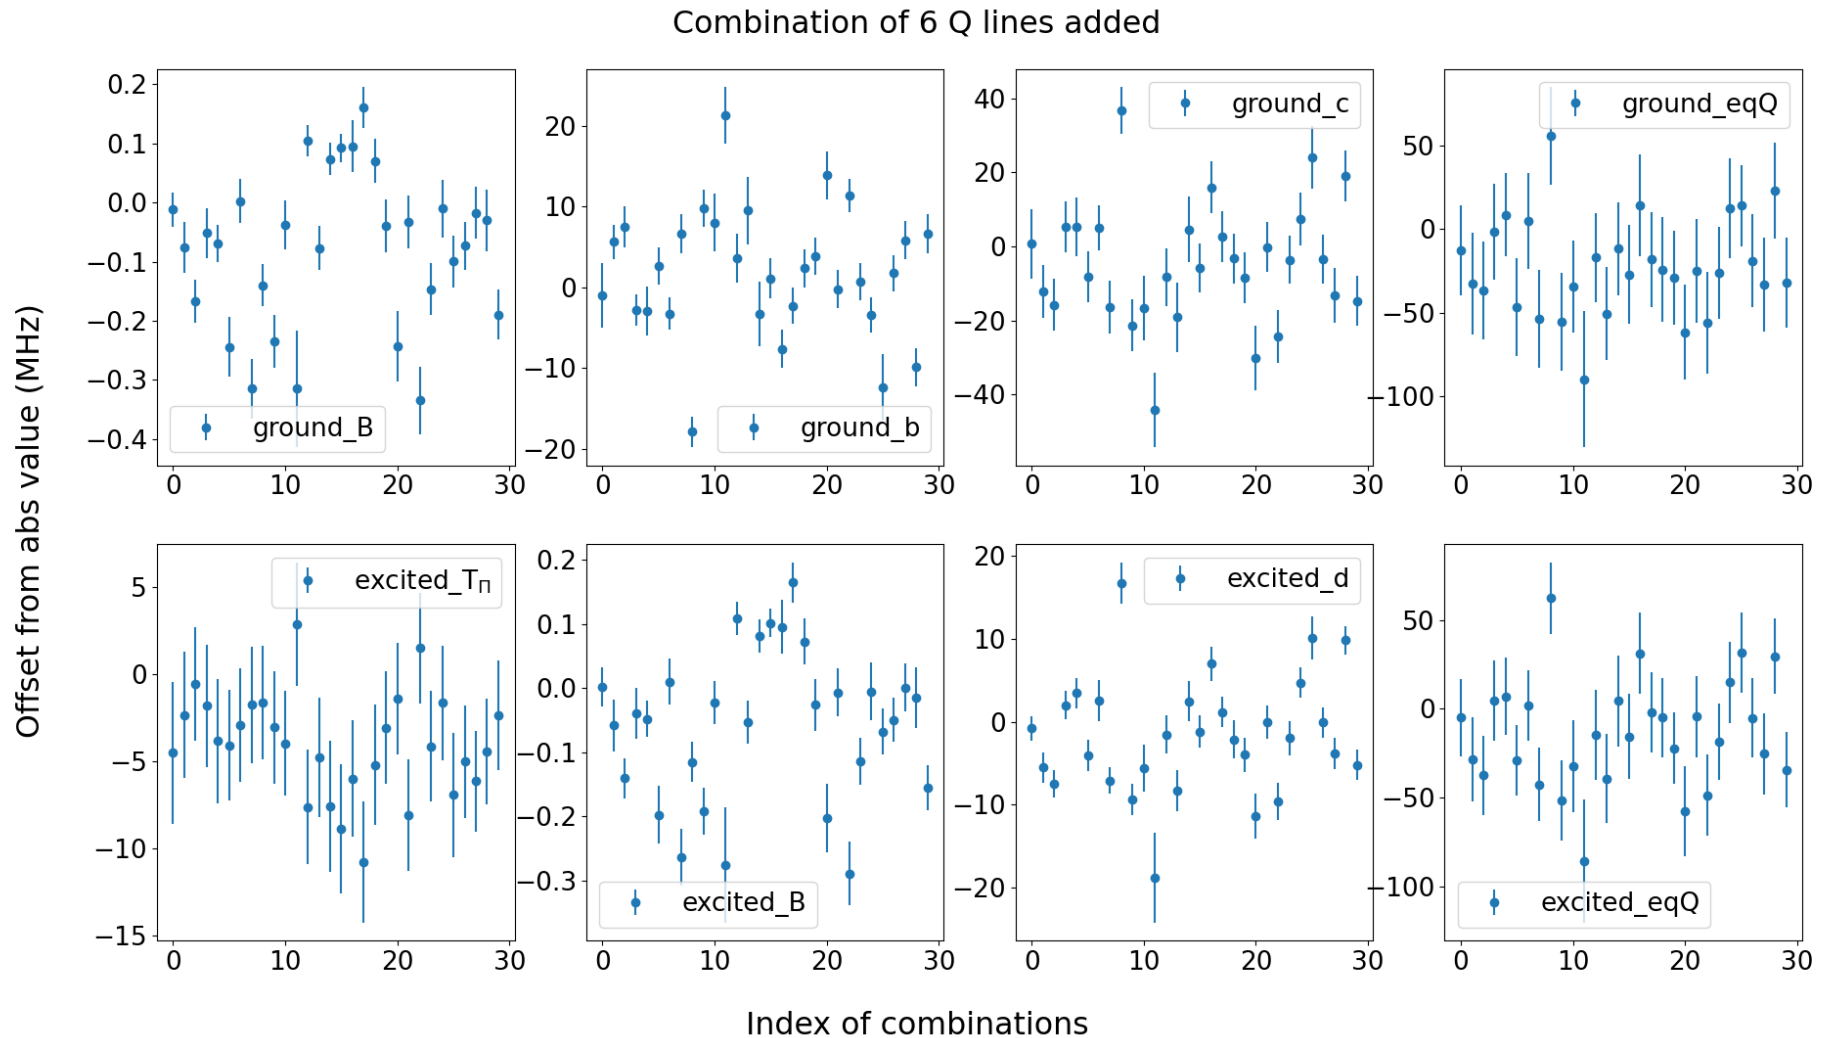 Combination of 6 Q lines added
Offset from abs value (MHz)
0.2
0.1
0.0
−0.1
−0.2
−0.3
−0.4
0 10 20 30
ground_B
20
10
0
−10
−20
0 10 20 30
ground_b
40
20
0
−20
−40
0 10 20 30
ground_c
50
0
−50
−100
0 10 20 30
ground_eqQ
5
0
−5
−10
−15
0 10 20 30
excited_TΠ
0.2
0.1
0.0
−0.1
−0.2
−0.3
0 10 20 30
excited_B
20
10
0
−10
−20
0 10 20 30
excited_d
50
0
−50
−100
0 10 20 30
excited_eqQ
Index of combinations